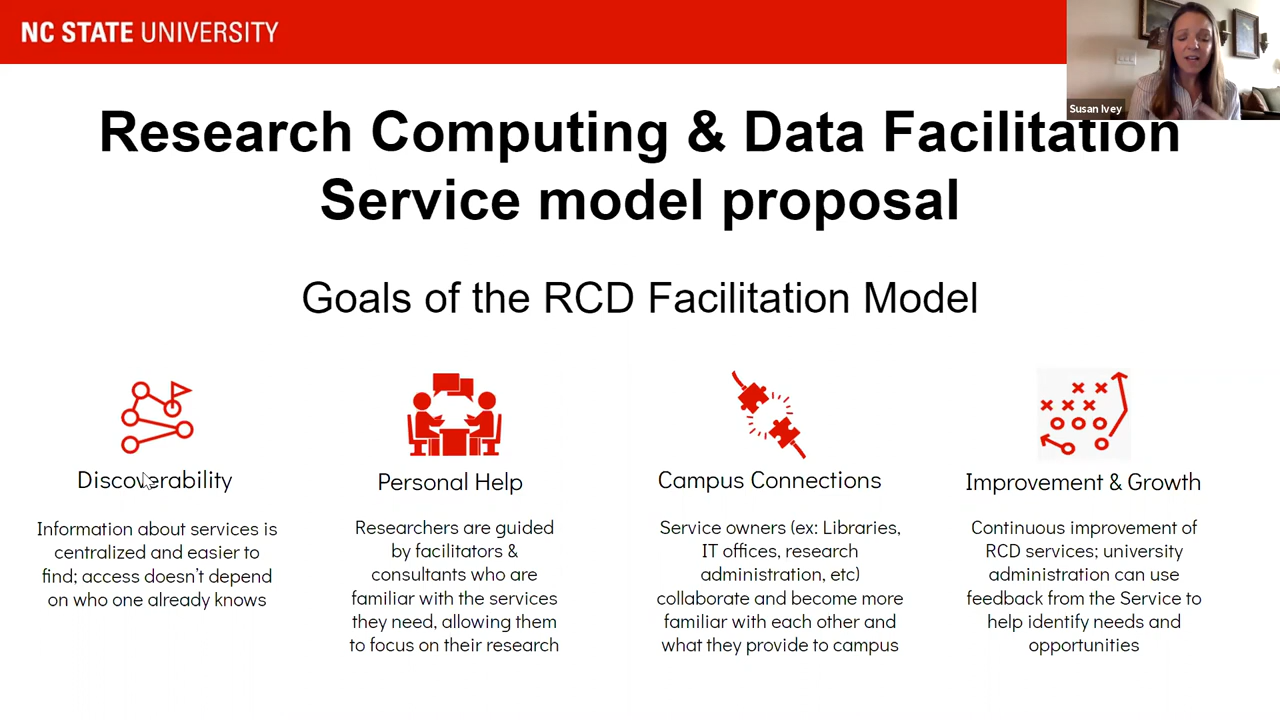 NC STATE UNIVERSITY
Susan Ivey
Research Computing & Data Facilitation
Service model proposal
Goals of the RCD Facilitation Model
Discoverability
Information about services is
centralized and easier to
find; access doesn't depend
on who one already knows
Personal Help
Researchers are guided
by facilitators &
consultants who are
familiar with the services
they need, allowing them
to focus on their research
Campus Connections
Service owners (ex: Libraries,
IT offices, research
administration, etc)
collaborate and become more
familiar with each other and
what they provide to campus
Improvement & Growth
Continuous improvement of
RCD services; university
administration can use
feedback from the Service to
help identify needs and
opportunities